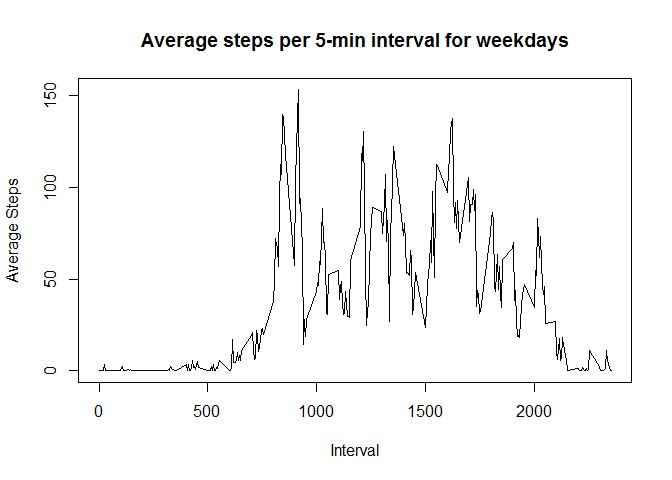 Average steps per 5-min interval for weekdays
150
100
50
0
Average Steps
0 500 1000 1500 2000
Interval